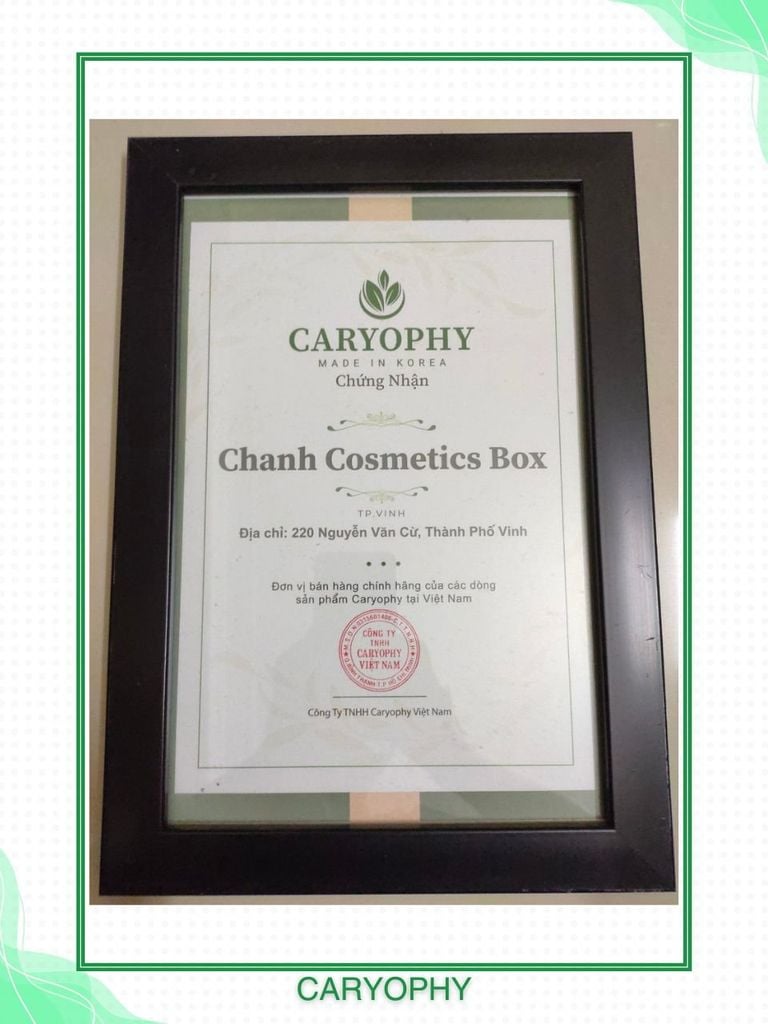 CARYOPHY
MADE IN KOREA
Chứng Nhận
Chanh Cosmetics Box
TP.VINH
Địa chỉ: 220 Nguyễn Văn Cừ, Thành Phố Vinh
Đơn vị bán hàng chính hãng của các dòng
sản phẩm Caryophy tại Việt Nam
CÔNG TY
TNHH
CARYOPHY
VIỆT NAM
Công Ty TNHH Caryophy Việt Nam
CARYOPHY